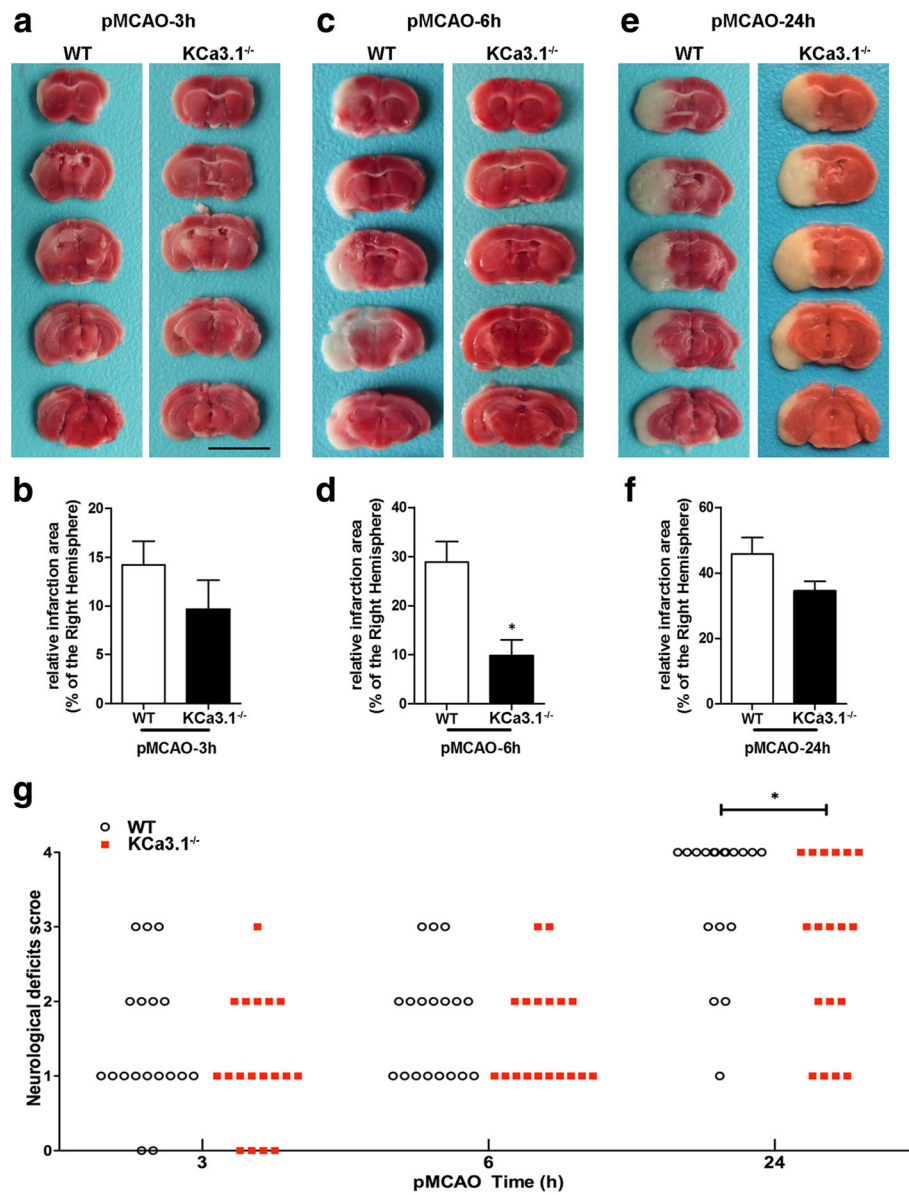 a pMCAO-3h
WT KCa3.1-/-
c pMCAO-6h
WT KCa3.1-/-
e pMCAO-24h
WT KCa3.1-/-
b
relative infarction area
(% of the Right Hemisphere)
20
15
10
5
0
WT KCa3.1-/-
pMCAO-3h
d
relative infarction area
(% of the Right Hemisphere)
40
30
20
10
0
*
WT KCa3.1-/-
pMCAO-6h
f
relative infarction area
(% of the Right Hemisphere)
60
40
20
0
WT KCa3.1-/-
pMCAO-24h
g
WT
KCa3.1-/-
*
Neurological deficits scroe
4
3
2
1
0
3 6 24
pMCAO Time (h)